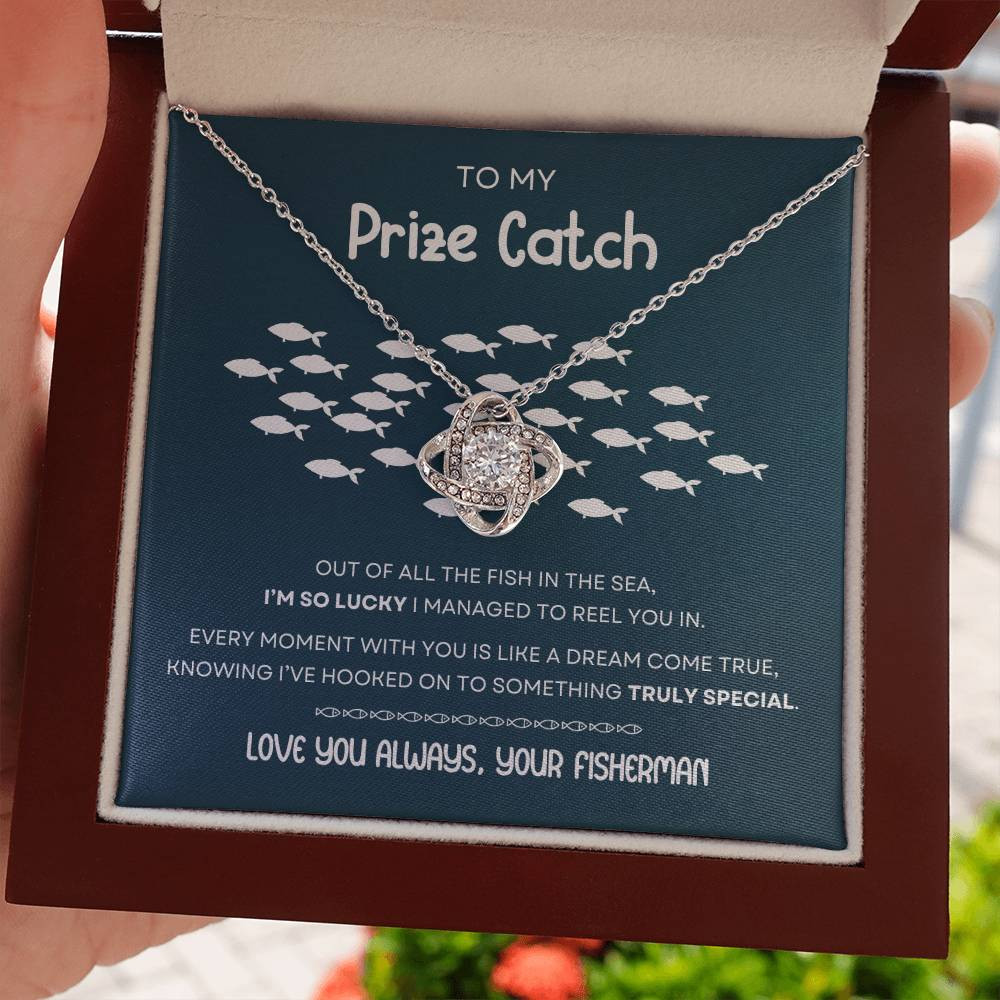 TO MY
Prize Catch
OUT OF ALL THE FISH IN THE SEA,
I'M SO LUCKY I MANAGED TO REEL YOU IN.
EVERY MOMENT WITH YOU IS LIKE A DREAM COME TRUE,
KNOWING I'VE HOOKED ON TO SOMETHING TRULY SPECIAL.
LOVE YOU ALWAYS, YOUR FISHERMAN